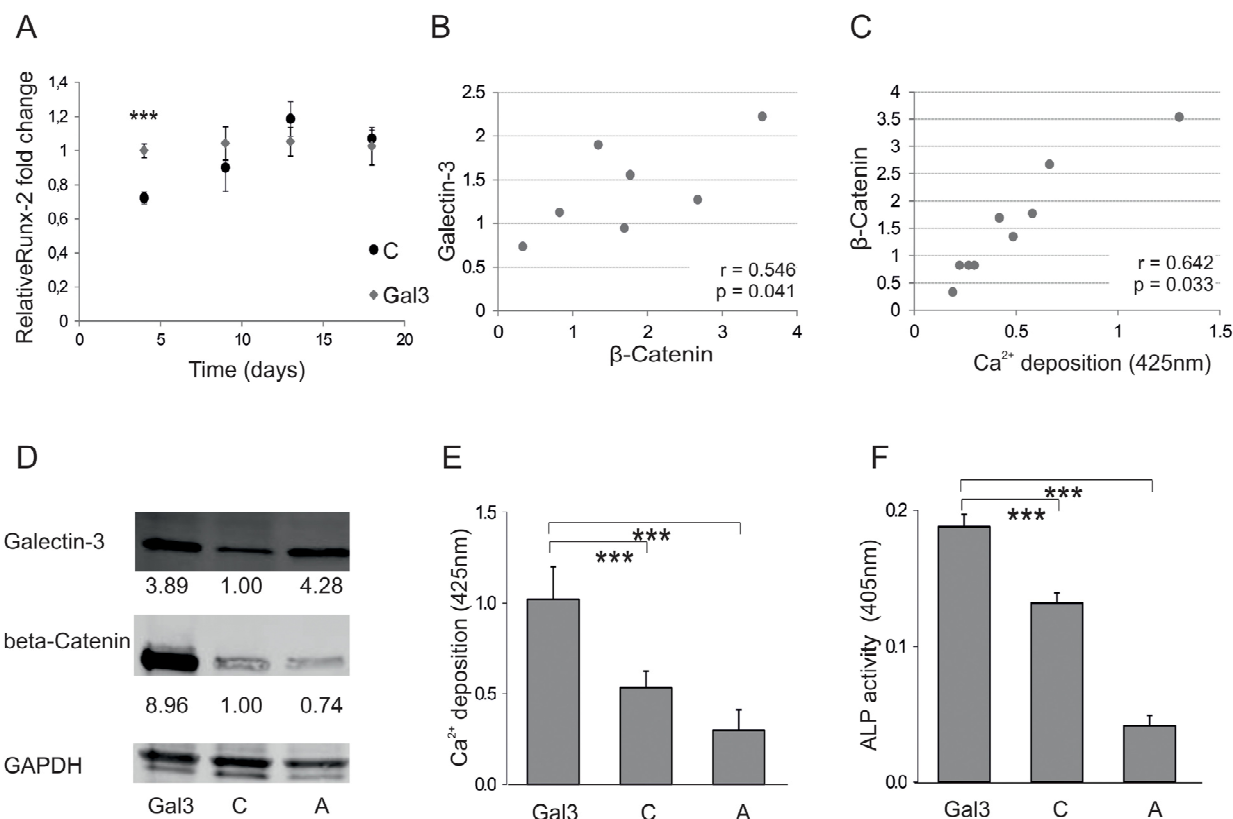 A
RelativeRunx-2 fold change
1,4
1,2
1
0,8
0,6
0,4
0,2
0
***
C
Gal3
0 5 10 15 20
Time (days)
B
Galectin-3
2.5
2
1.5
1
0.5
0
r = 0.546
p = 0.041
0 1 2 3 4
β-Catenin
C
β-Catenin
4
3.5
3
2.5
2
1.5
1
0.5
0
r = 0.642
p = 0.033
0 0.5 1 1.5
Ca²⁺ deposition (425nm)
D
Galectin-3
3.89 1.00 4.28
beta-Catenin
8.96 1.00 0.74
GAPDH
Gal3 C A
E
Ca²⁺ deposition (425nm)
1.5
1.0
0.5
0.0
***
***
Gal3 C A
F
ALP activity (405nm)
0.2
0.1
0.0
***
***
Gal3 C A